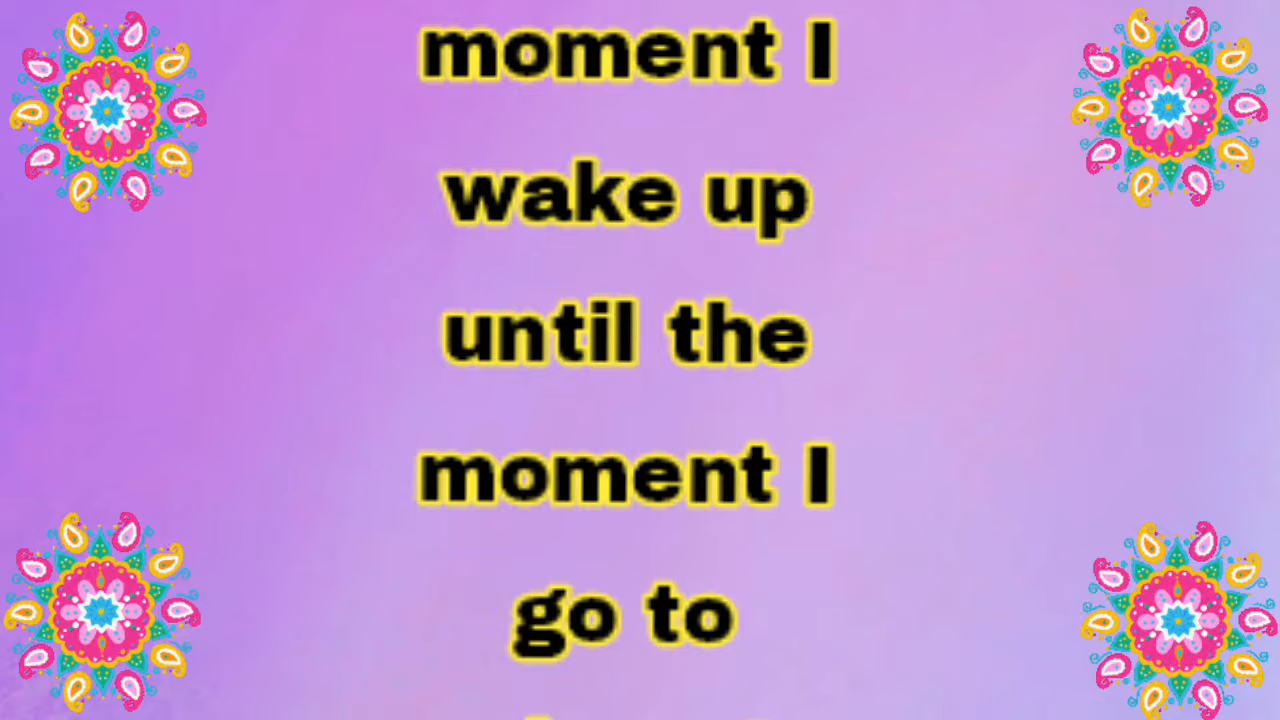 moment I
wake up
until the
moment I
go to